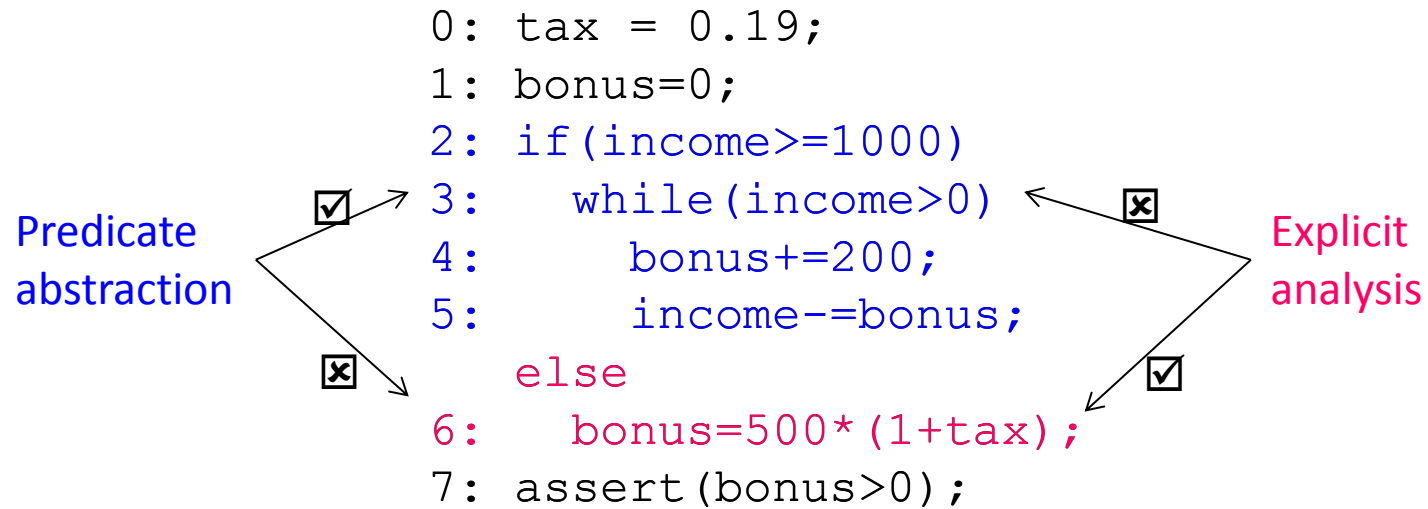 0: tax = 0.19;
1: bonus=0;
2: if(income>=1000)
3: while(income>0)
4: bonus+=200;
5: income-=bonus;
else
6: bonus=500*(1+tax);
7: assert(bonus>0);
Predicate
abstraction
Explicit
analysis